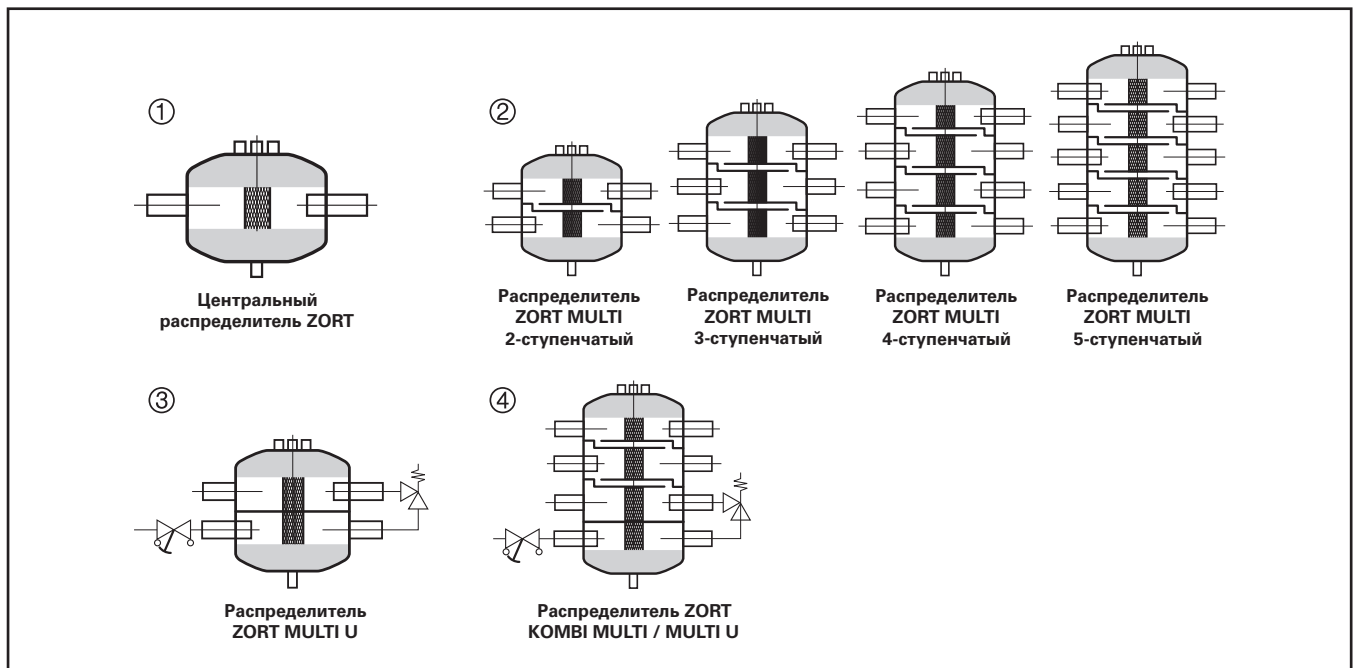 ①
②
Центральный
распределитель ZORT
Распределитель
ZORT MULTI
2-ступенчатый
Распределитель
ZORT MULTI
3-ступенчатый
Распределитель
ZORT MULTI
4-ступенчатый
Распределитель
ZORT MULTI
5-ступенчатый
③
④
Распределитель
ZORT MULTI U
Распределитель ZORT
KOMBI MULTI / MULTI U